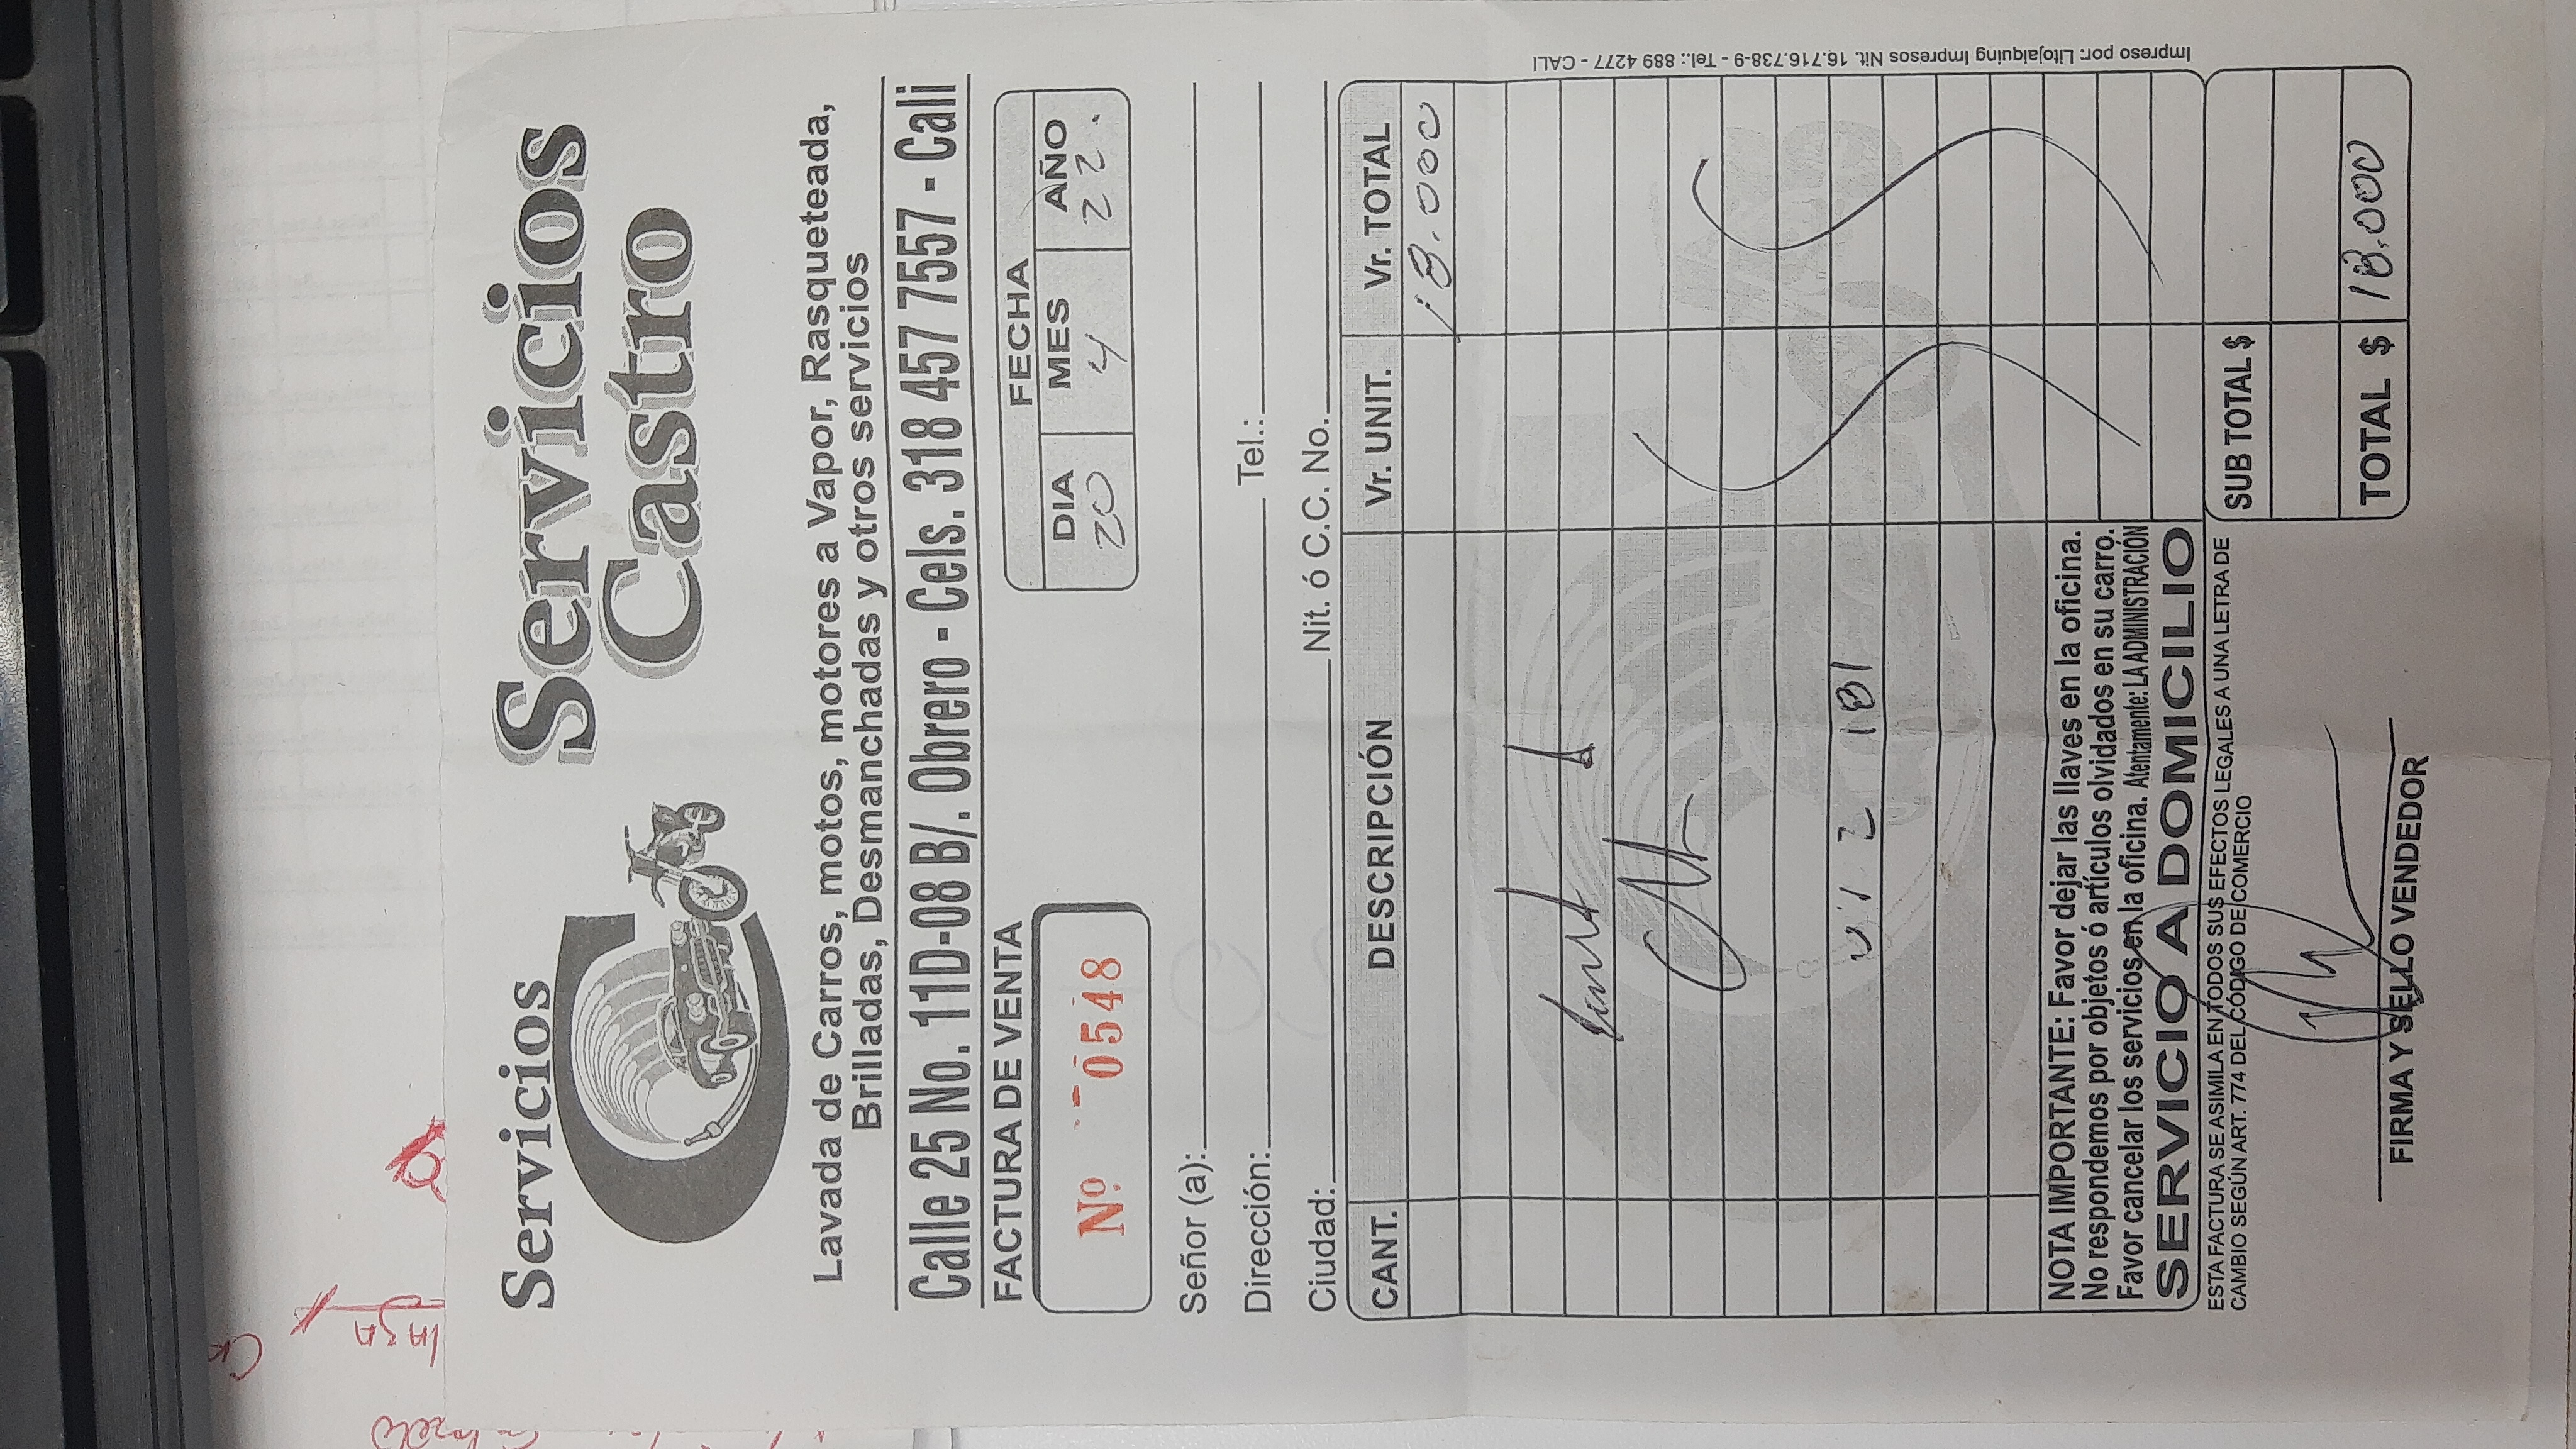 Servicios
Servicios
Castro
Lavada de Carros, motos, motores a Vapor, Rasqueteada,
Brilladas, Desmanchadas y otros servicios
Calle 25 No. 11D-08 B/. Obrero - Cels. 318 457 7557 - Cali
FACTURA DE VENTA
Nº 0548
FECHA
DIA MES AÑO
20 4 22.
Señor (a):
Dirección: Tel.:
Ciudad: Nit. ó C.C. No.
CANT. DESCRIPCIÓN Vr. UNIT. Vr. TOTAL
18.000
181
NOTA IMPORTANTE: Favor dejar las llaves en la oficina.
No respondemos por objetos ó artículos olvidados en su carro.
Favor cancelar los servicios en la oficina. Atentamente: LA ADMINISTRACIÓN
SERVICIO A DOMICILIO
ESTA FACTURA SE ASIMILA EN TODOS SUS EFECTOS LEGALES A UNA LETRA DE
CAMBIO SEGÚN ART. 774 DEL CÓDIGO DE COMERCIO
SUB TOTAL $
TOTAL $ 18.000
FIRMA Y SELLO VENDEDOR
Impreso por: Litojaiquing Impresos Nit. 16.716.738-9 - Tel.: 889 4277 - CALI